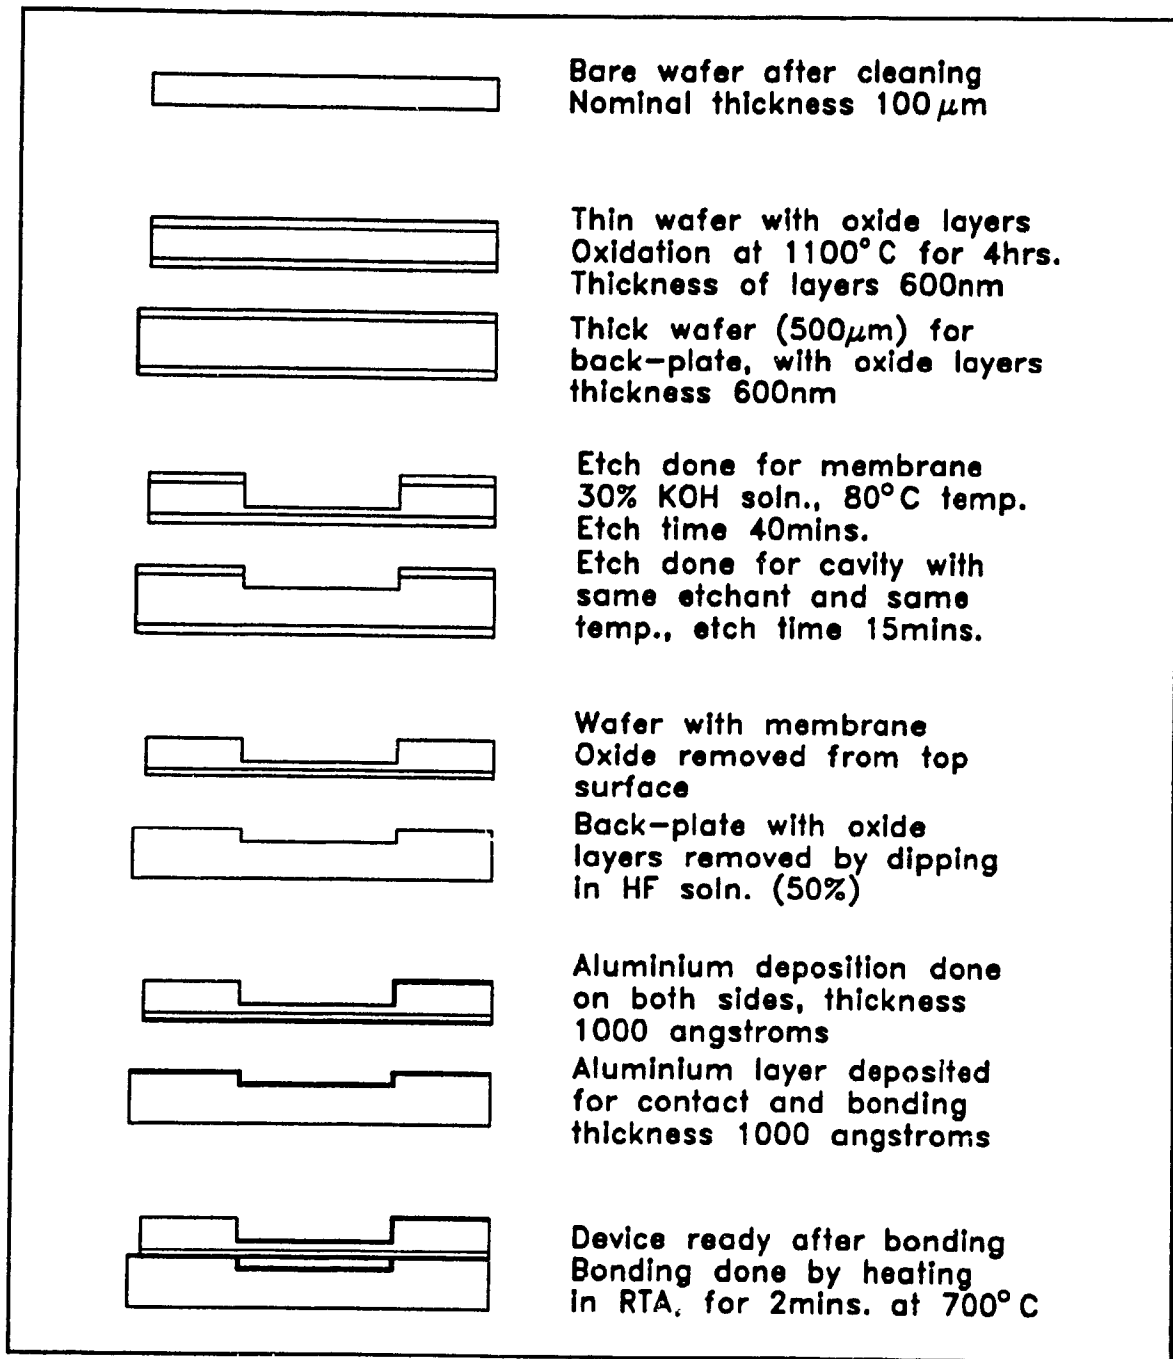 Bare wafer after cleaning
Nominal thickness 100μm
Thin wafer with oxide layers
Oxidation at 1100°C for 4hrs.
Thickness of layers 600nm
Thick wafer (500μm) for
back-plate, with oxide layers
thickness 600nm
Etch done for membrane
30% KOH soln., 80°C temp.
Etch time 40mins.
Etch done for cavity with
same etchant and same
temp., etch time 15mins.
Wafer with membrane
Oxide removed from top
surface
Back-plate with oxide
layers removed by dipping
in HF soln. (50%)
Aluminium deposition done
on both sides, thickness
1000 angstroms
Aluminium layer deposited
for contact and bonding
thickness 1000 angstroms
Device ready after bonding
Bonding done by heating
in RTA, for 2mins. at 700°C